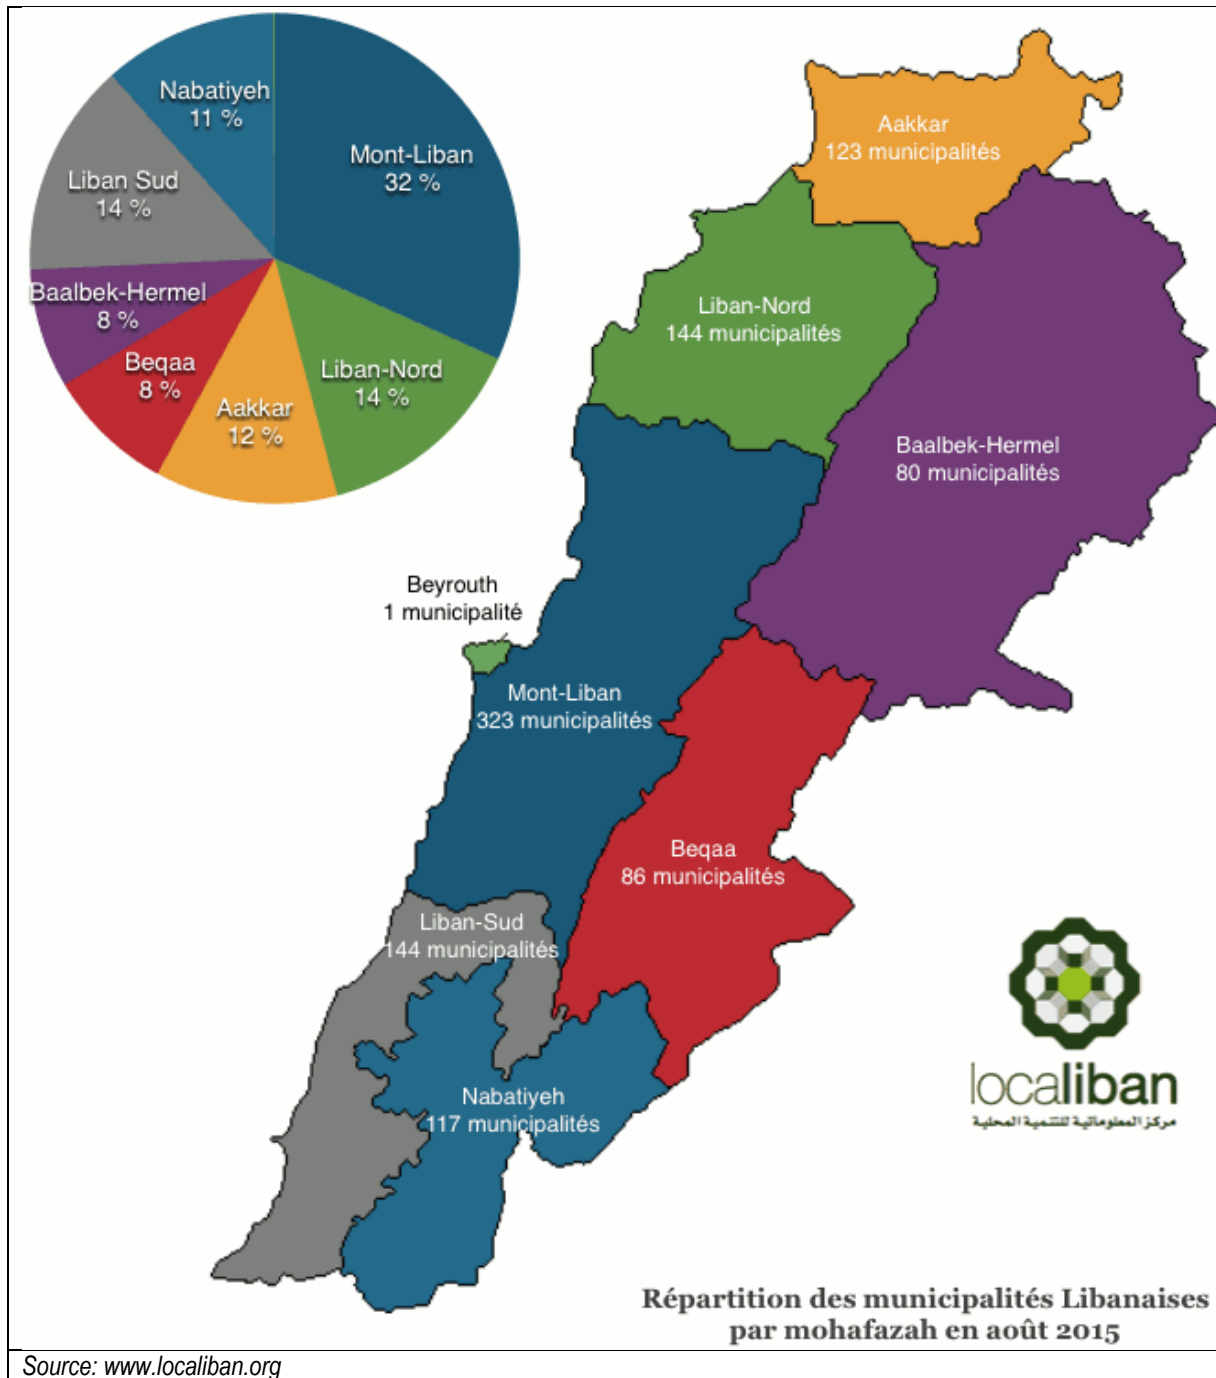 Nabatiyeh
11 %
Mont-Liban
32 %
Liban Sud
14 %
Baalbek-Hermel
8 %
Beqaa
8 %
Aakkar
12 %
Liban-Nord
14 %
Aakkar
123 municipalités
Liban-Nord
144 municipalités
Baalbek-Hermel
80 municipalités
Beyrouth
1 municipalité
Mont-Liban
323 municipalités
Beqaa
86 municipalités
Liban-Sud
144 municipalités
Nabatiyeh
117 municipalités
localiban
مركز المعلوماتية للتنمية المحلية
Répartition des municipalités Libanaises
par mohafazah en août 2015
Source: www.localiban.org